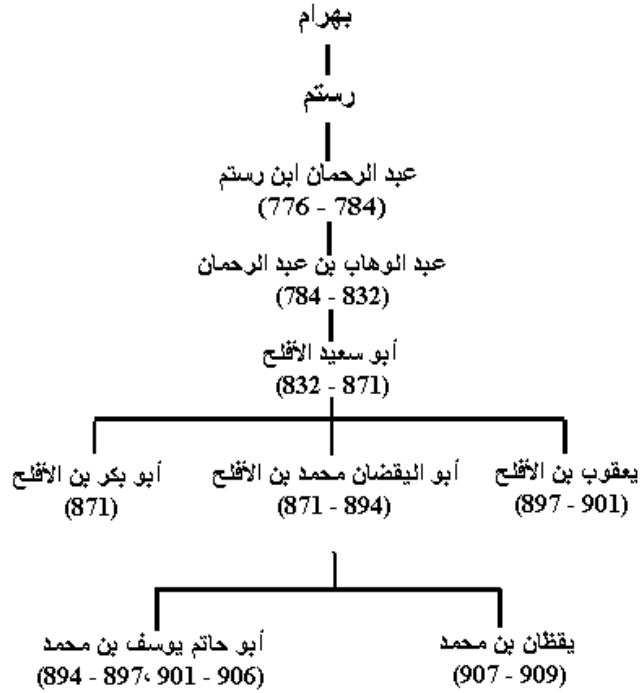 بهرام
رستم
عبد الرحمان ابن رستم
(776 - 784)
عبد الوهاب بن عبد الرحمان
(784 - 832)
أبو سعيد الأفلح
(832 - 871)
يعقوب بن الأفلح
(897 - 901)
أبو اليقضان محمد بن الأفلح
(871 - 894)
أبو بكر بن الأفلح
(871)
يقظان بن محمد
(907 - 909)
أبو حاتم يوسف بن محمد
(894 - 897، 901 - 906)